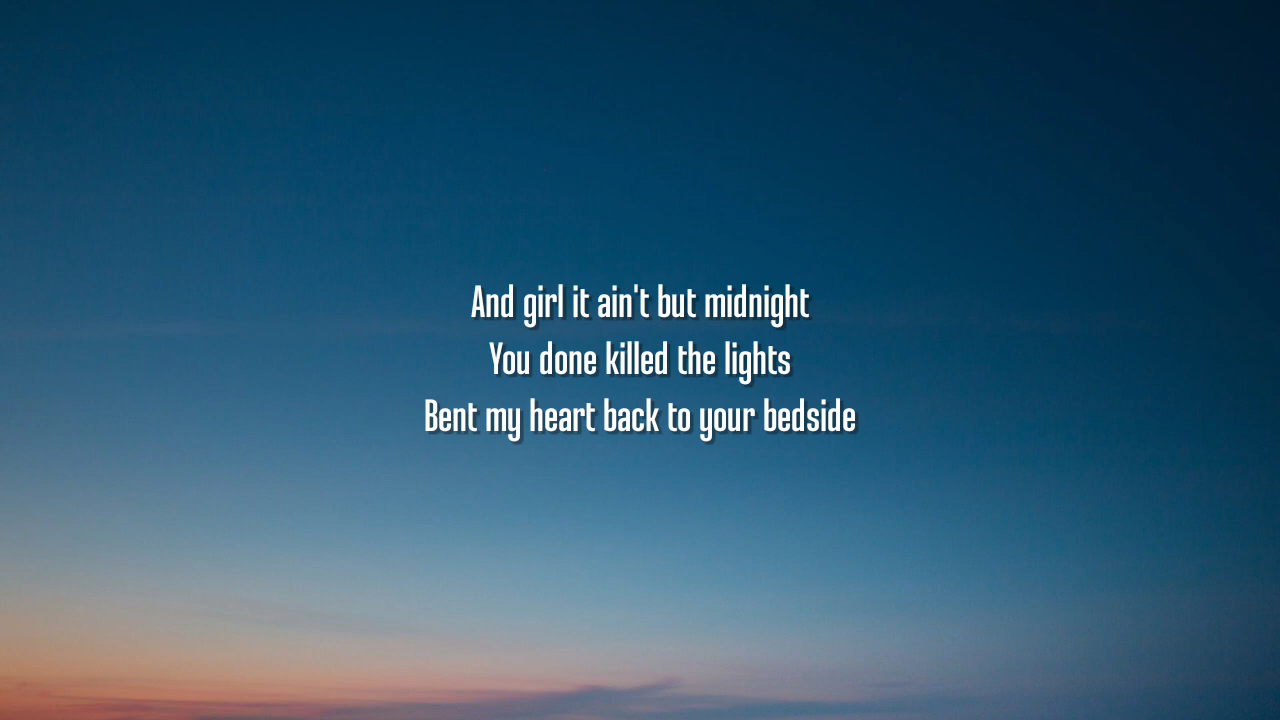 And girl it ain't but midnight
You done killed the lights
Bent my heart back to your bedside